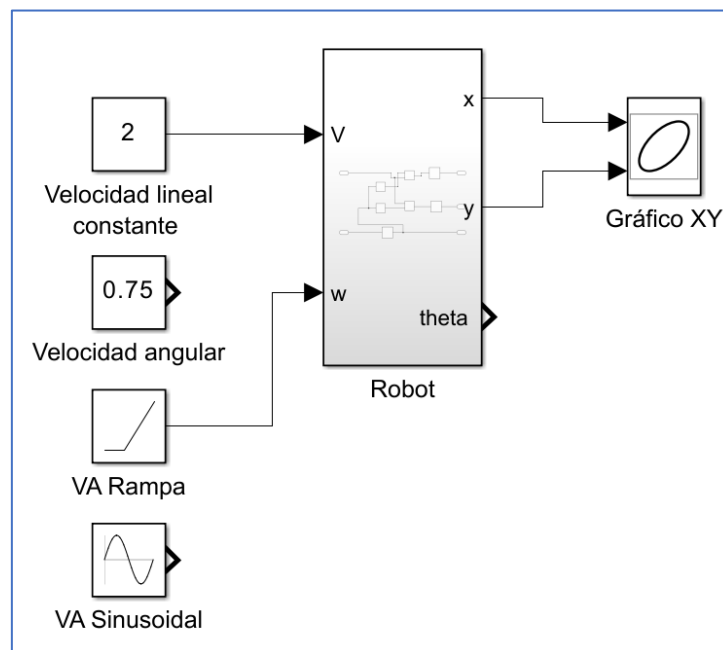 2
Velocidad lineal
constante
0.75
Velocidad angular
VA Rampa
VA Sinusoidal
V
w
x
y
theta
Robot
Gráfico XY